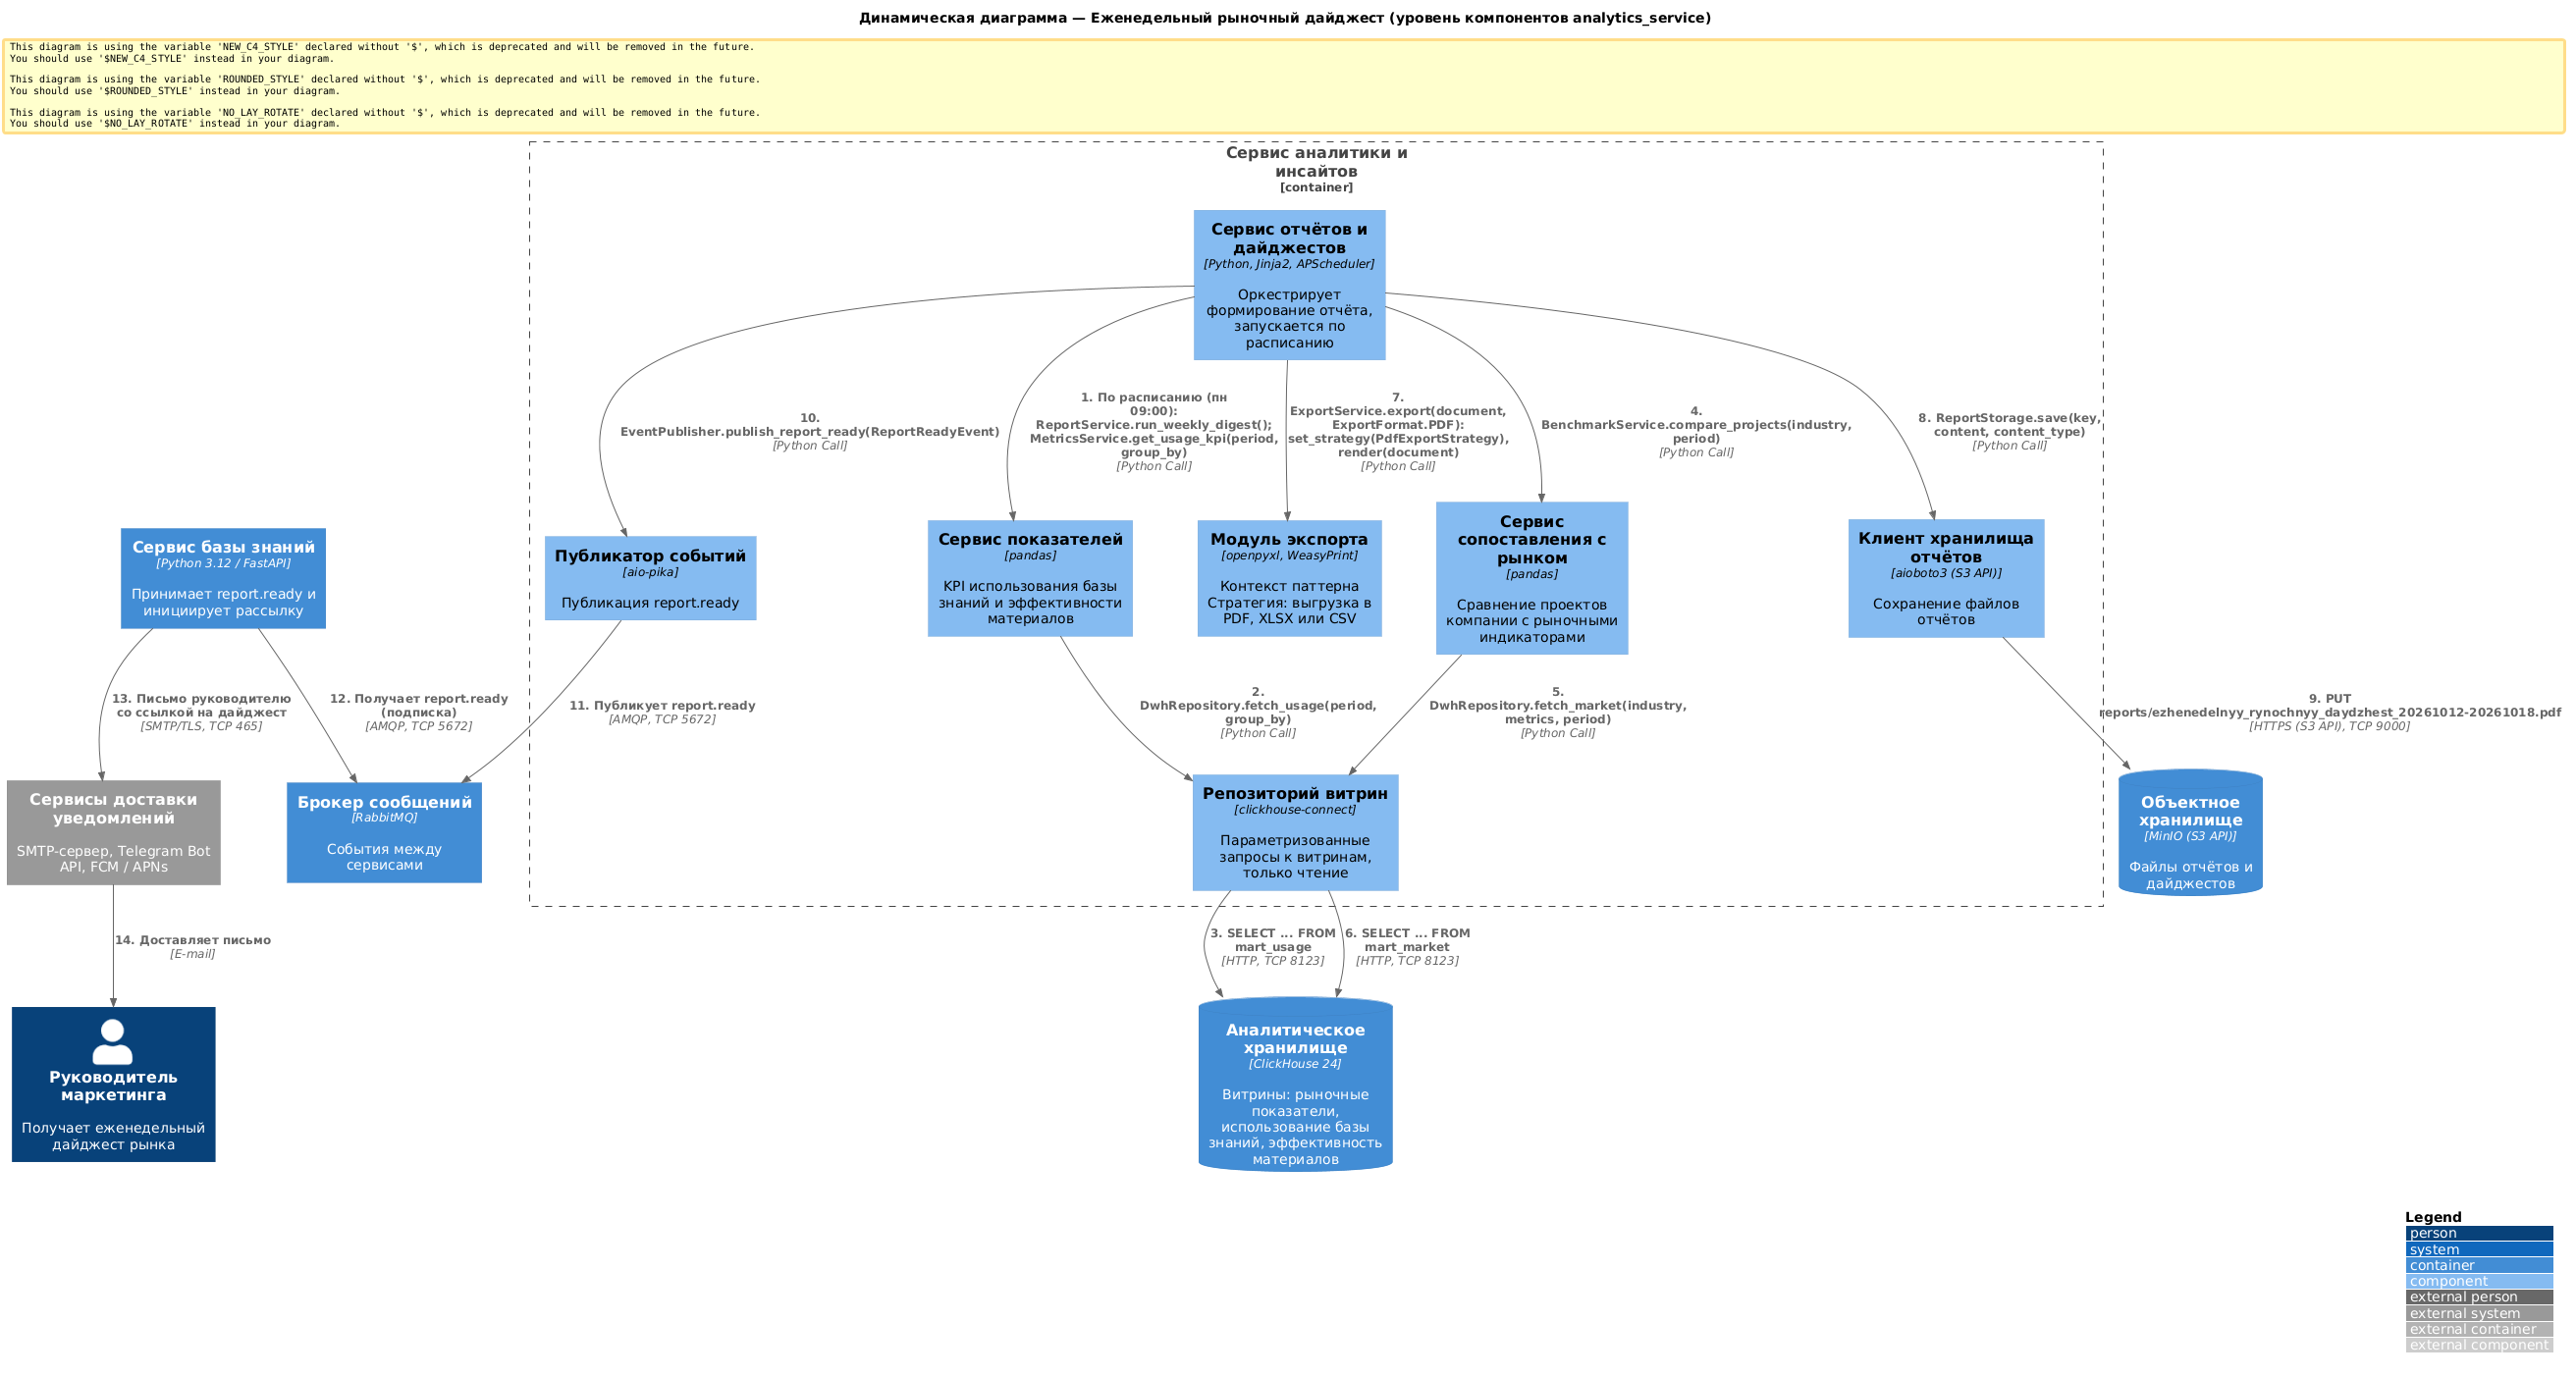 Динамическая диаграмма — Еженедельный рыночный дайджест (уровень компонентов analytics_service)
This diagram is using the variable 'NEW_C4_STYLE' declared without '$', which is deprecated and will be removed in the future.
You should use '$NEW_C4_STYLE' instead in your diagram.
This diagram is using the variable 'ROUNDED_STYLE' declared without '$', which is deprecated and will be removed in the future.
You should use '$ROUNDED_STYLE' instead in your diagram.
This diagram is using the variable 'NO_LAY_ROTATE' declared without '$', which is deprecated and will be removed in the future.
You should use '$NO_LAY_ROTATE' instead in your diagram.
Сервис аналитики и
инсайтов
[container]
Сервис отчётов и
дайджестов
[Python, Jinja2, APScheduler]
Оркестрирует
формирование отчёта,
запускается по
расписанию
10.
EventPublisher.publish_report_ready(ReportReadyEvent)
[Python Call]
1. По расписанию (пн
09:00):
ReportService.run_weekly_digest();
MetricsService.get_usage_kpi(period,
group_by)
[Python Call]
7.
ExportService.export(document,
ExportFormat.PDF):
set_strategy(PdfExportStrategy),
render(document)
[Python Call]
4.
BenchmarkService.compare_projects(industry,
period)
[Python Call]
8. ReportStorage.save(key,
content, content_type)
[Python Call]
Сервис базы знаний
[Python 3.12 / FastAPI]
Принимает report.ready и
инициирует рассылку
Публикатор событий
[aio-pika]
Публикация report.ready
Сервис показателей
[pandas]
KPI использования базы
знаний и эффективности
материалов
Модуль экспорта
[openpyxl, WeasyPrint]
Контекст паттерна
Стратегия: выгрузка в
PDF, XLSX или CSV
Сервис
сопоставления с
рынком
[pandas]
Сравнение проектов
компании с рыночными
индикаторами
Клиент хранилища
отчётов
[aioboto3 (S3 API)]
Сохранение файлов
отчётов
13. Письмо руководителю
со ссылкой на дайджест
[SMTP/TLS, TCP 465]
12. Получает report.ready
(подписка)
[AMQP, TCP 5672]
11. Публикует report.ready
[AMQP, TCP 5672]
2.
DwhRepository.fetch_usage(period,
group_by)
[Python Call]
5.
DwhRepository.fetch_market(industry,
metrics, period)
[Python Call]
9. PUT
reports/ezhenedelnyy_rynochnyy_daydzhest_20261012-20261018.pdf
[HTTPS (S3 API), TCP 9000]
Сервисы доставки
уведомлений
SMTP-сервер, Telegram Bot
API, FCM / APNs
Брокер сообщений
[RabbitMQ]
События между
сервисами
Репозиторий витрин
[clickhouse-connect]
Параметризованные
запросы к витринам,
только чтение
Объектное
хранилище
[MinIO (S3 API)]
Файлы отчётов и
дайджестов
14. Доставляет письмо
[E-mail]
3. SELECT ... FROM
mart_usage
[HTTP, TCP 8123]
6. SELECT ... FROM
mart_market
[HTTP, TCP 8123]
Руководитель
маркетинга
Получает еженедельный
дайджест рынка
Аналитическое
хранилище
[ClickHouse 24]
Витрины: рыночные
показатели,
использование базы
знаний, эффективность
материалов
Legend
person
system
container
component
external person
external system
external container
external component